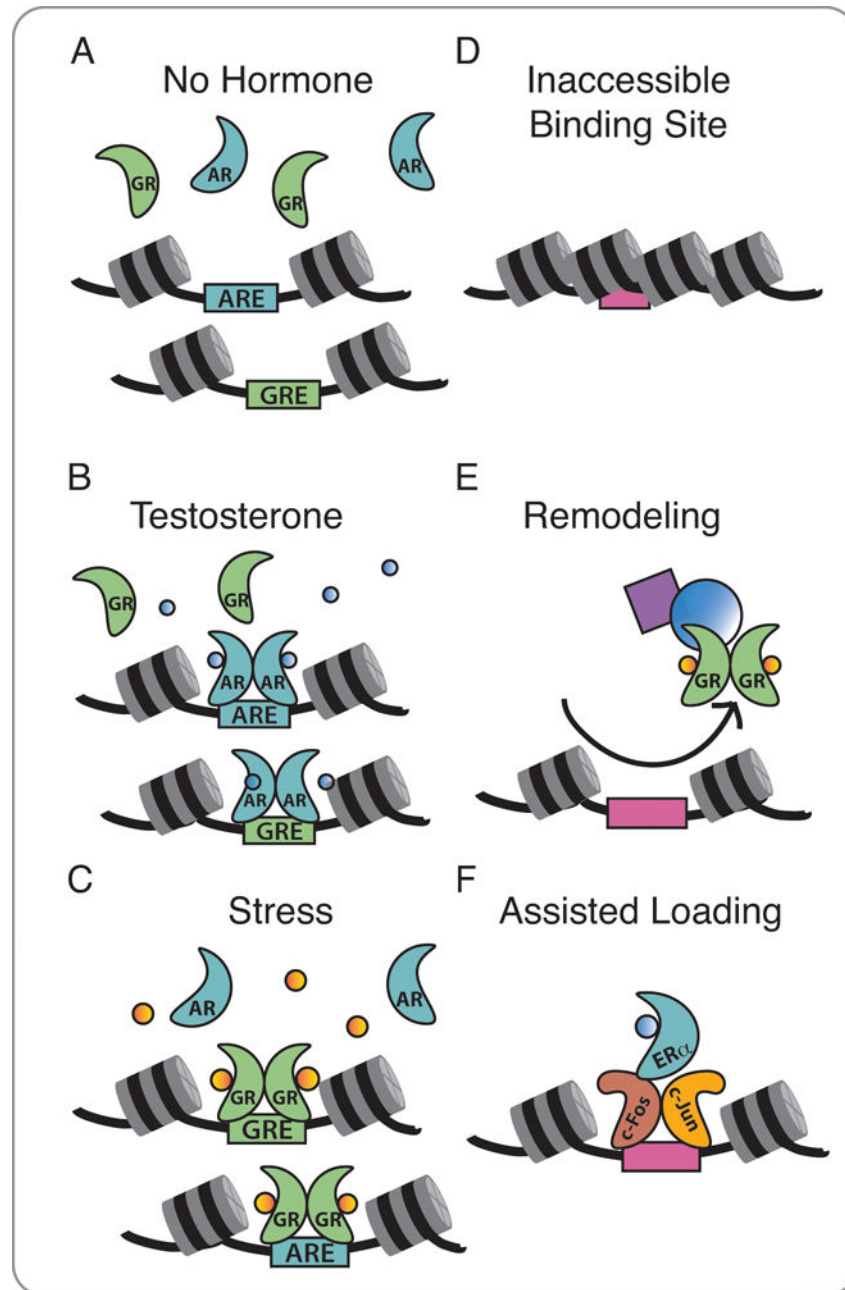 A
No Hormone
GR
AR
GR
AR
ARE
GRE
B
Testosterone
GR
GR
AR AR
ARE
AR AR
GRE
C
Stress
AR
AR
GR GR
GRE
GR GR
ARE
D
Inaccessible
Binding Site
E
Remodeling
GR GR
F
Assisted Loading
ERα
c-Fos
c-Jun